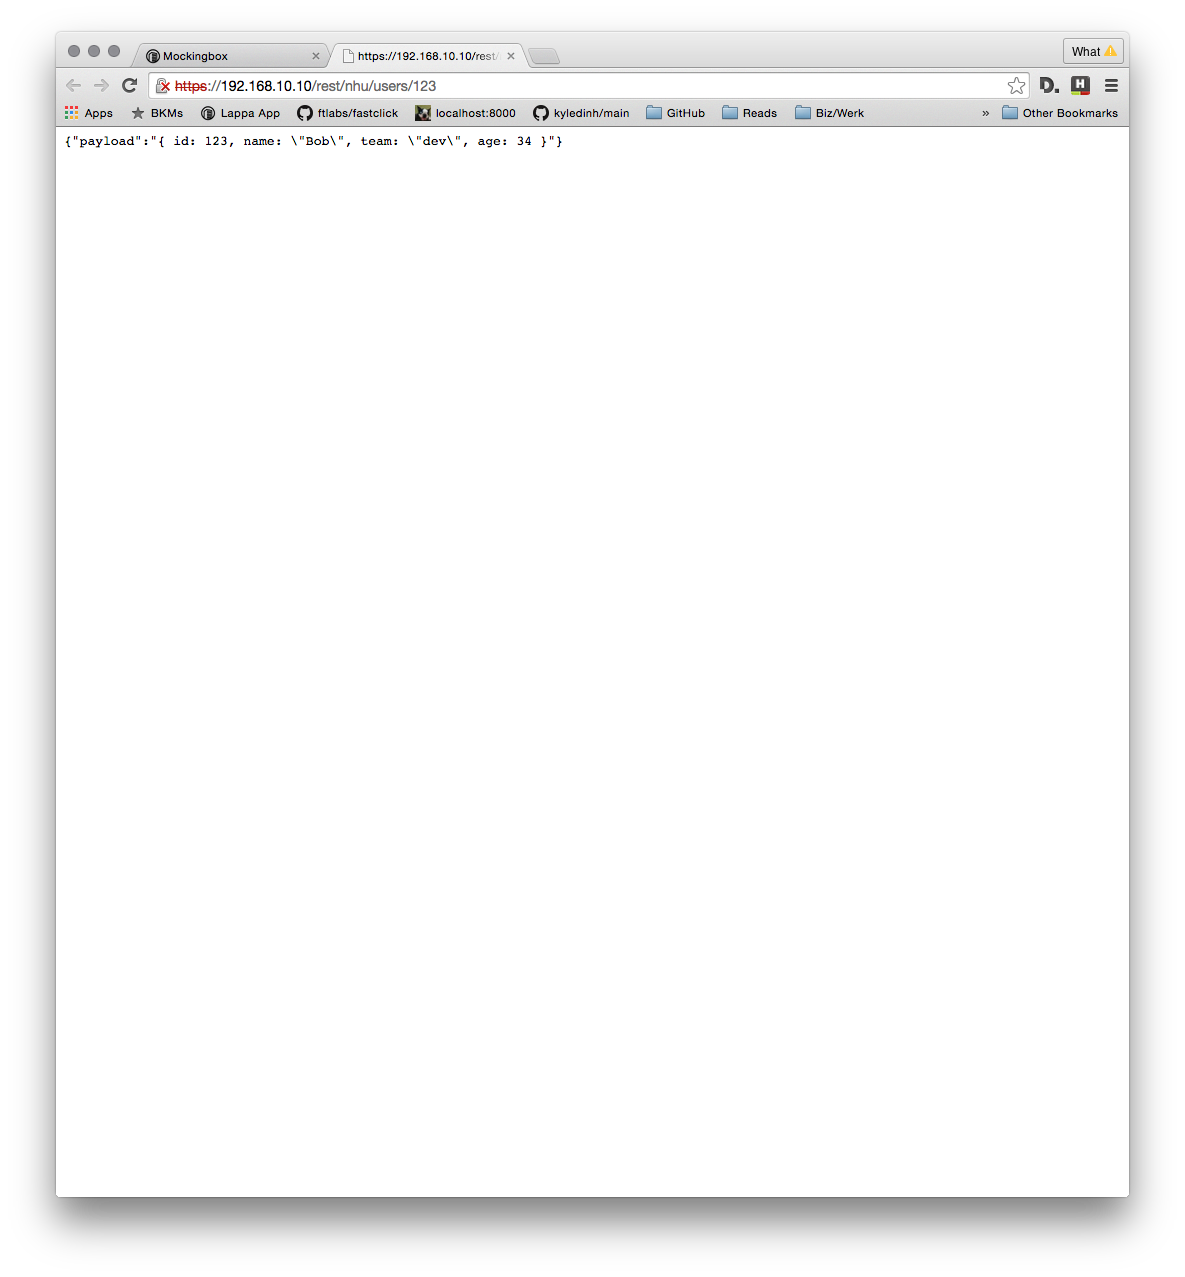 Mockingbox
https://192.168.10.10/rest/
What
https://192.168.10.10/rest/nhu/users/123
Apps BKMs Lappa App ftlabs/fastclick localhost:8000 kyledinh/main GitHub Reads Biz/Werk » Other Bookmarks
{"payload":"{ id: 123, name: \"Bob\", team: \"dev\", age: 34 }"}